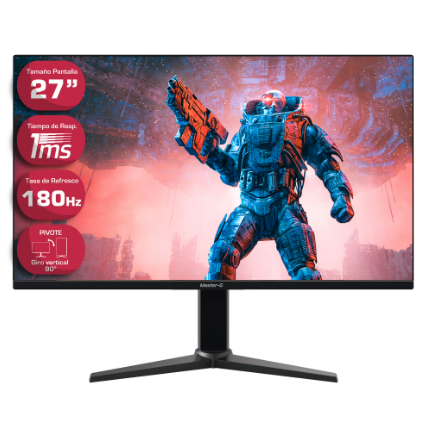 Tamaño Pantalla
27”
Tiempo de Resp.
1ms
Tasa de Refresco
180Hz
PIVOTE
Giro vertical
90°
Master-G